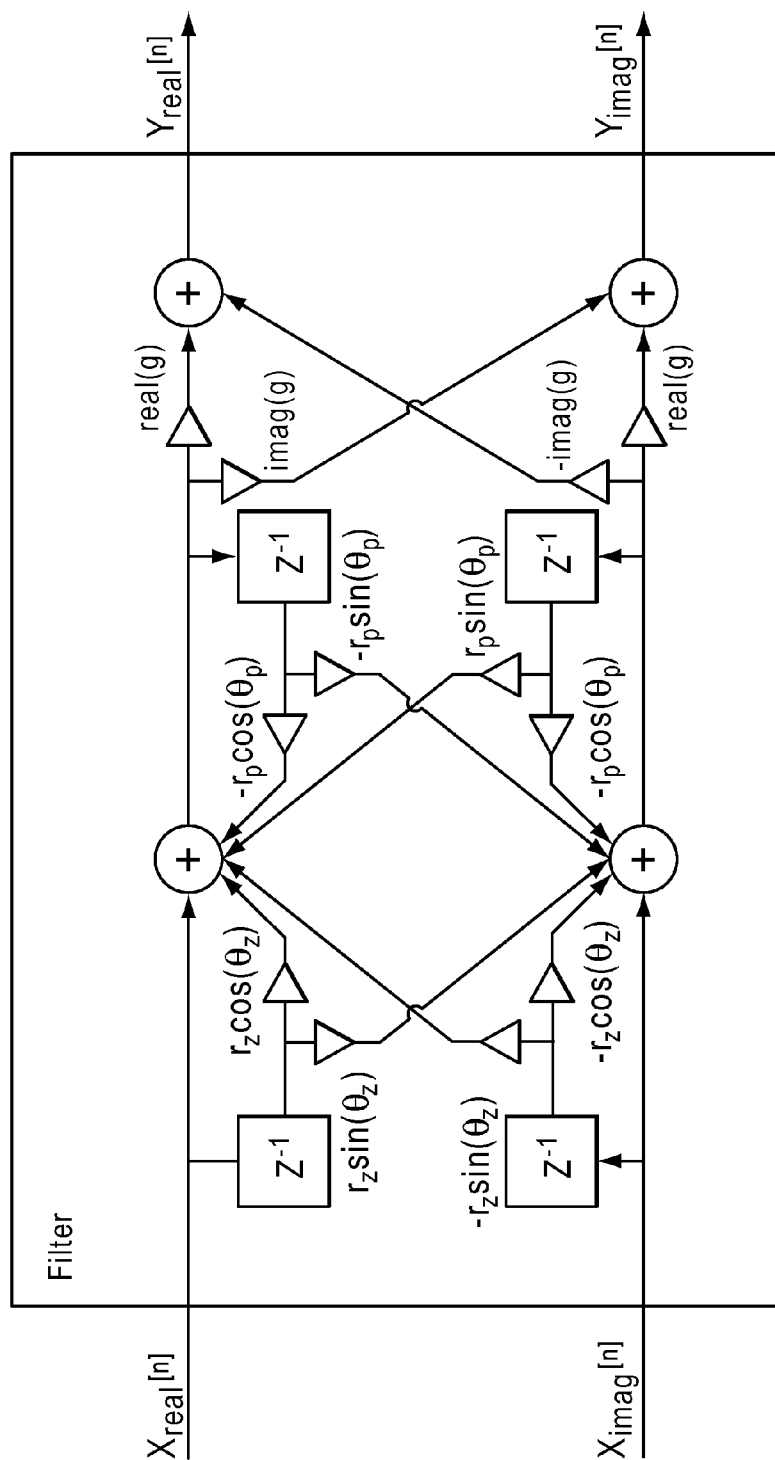 Filter
X_real[n]
Y_real[n]
real(g)
imag(g)
Z⁻¹
Z⁻¹
r_z cos(θ_z)
-r_p cos(θ_p)
r_z sin(θ_z)
-r_p sin(θ_p)
+
+
-r_z sin(θ_z)
r_p sin(θ_p)
Z⁻¹
Z⁻¹
-r_z cos(θ_z)
-r_p cos(θ_p)
-imag(g)
real(g)
+
+
X_imag[n]
Y_imag[n]